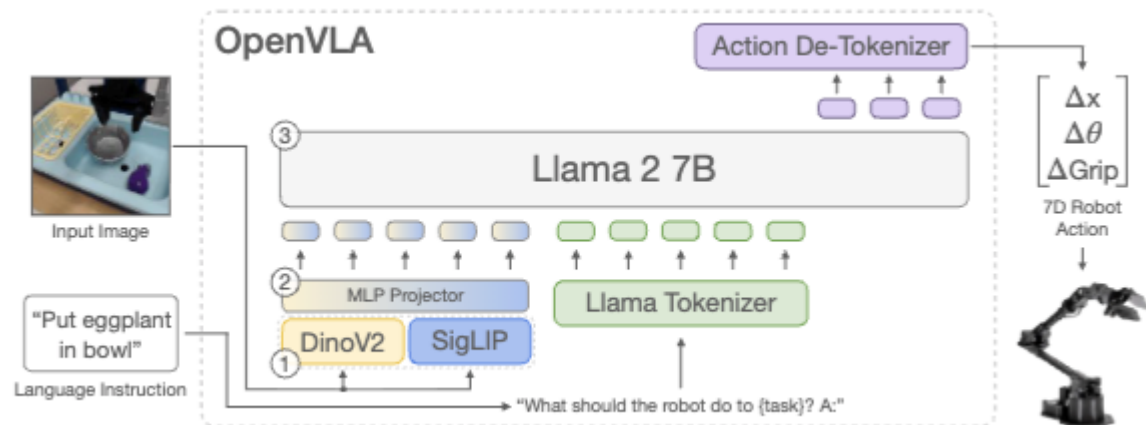 OpenVLA
Action De-Tokenizer
Δx
Δθ
ΔGrip
7D Robot
Action
3
Llama 2 7B
Input Image
2
MLP Projector
Llama Tokenizer
1
DinoV2
SigLIP
“Put eggplant
in bowl”
Language Instruction
“What should the robot do to {task}? A:”